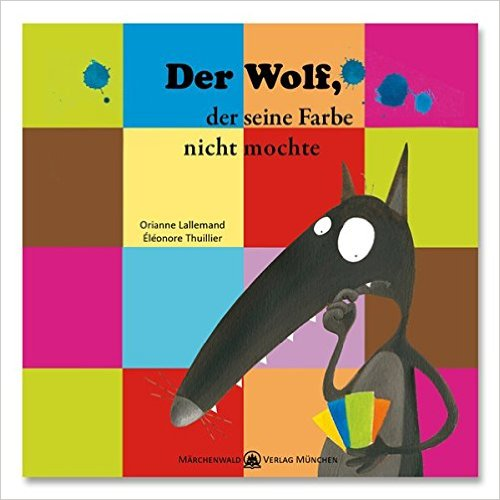 Der Wolf,
der seine Farbe
nicht mochte
Orianne Lallemand
Éléonore Thuillier
MÄRCHENWALD VERLAG MÜNCHEN